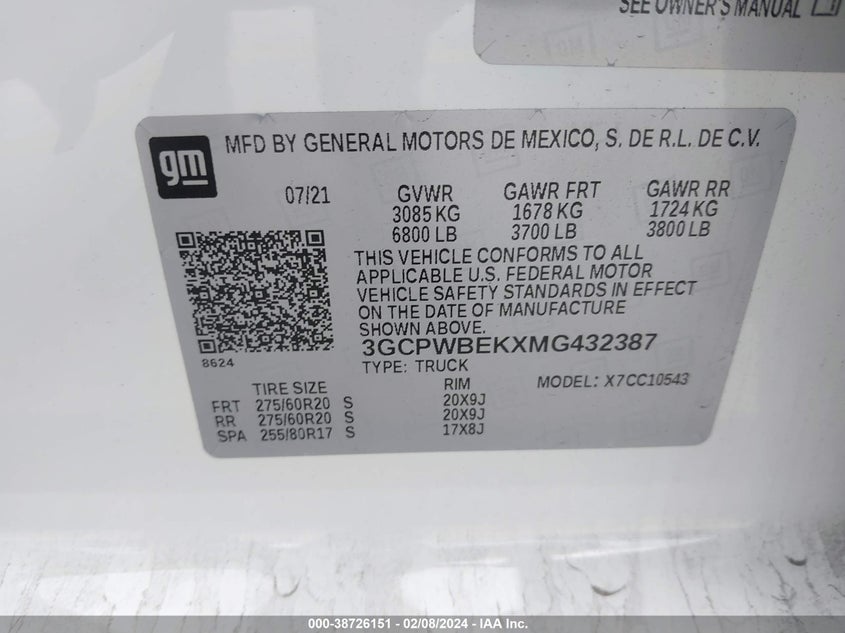 SEE OWNER'S MANUAL
gm
MFD BY GENERAL MOTORS DE MEXICO, S. DE R.L. DE C.V.
07/21 GVWR GAWR FRT GAWR RR
3085 KG 1678 KG 1724 KG
6800 LB 3700 LB 3800 LB
THIS VEHICLE CONFORMS TO ALL
APPLICABLE U.S. FEDERAL MOTOR
VEHICLE SAFETY STANDARDS IN EFFECT
ON THE DATE OF MANUFACTURE
SHOWN ABOVE.
8624
3GCPWBEKXMG432387
TYPE: TRUCK MODEL: X7CC10543
TIRE SIZE RIM
FRT 275/60R20 S 20X9J
RR 275/60R20 S 20X9J
SPA 255/80R17 S 17X8J
000-38726151 - 02/08/2024 - IAA Inc.